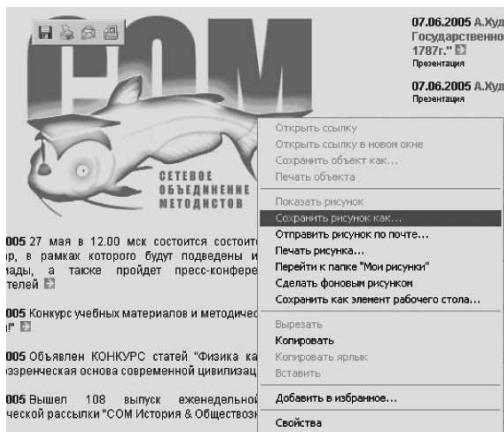 07.06.2005 А.Худ
Государственно
1787г."
Презентация
07.06.2005 А.Худ
Презентация
СОМ
СЕТЕВОЕ
ОБЪЕДИНЕНИЕ
МЕТОДИСТОВ
Открыть ссылку
Открыть ссылку в новом окне
Сохранить объект как...
Печать объекта
Показать рисунок
Сохранить рисунок как...
Отправить рисунок по почте...
Печать рисунка...
Перейти к папке "Мои рисунки"
Сделать фоновым рисунком
Сохранить как элемент рабочего стола...
Вырезать
Копировать
Копировать ярлык
Вставить
Добавить в избранное...
Свойства
005 27 мая в 12.00 мск состоится состоит
ар, в рамках которого будут подведены и
иады, а также пройдет пресс-конфере
телей
005 Конкурс учебных материалов и методичес
!"
005 Объявлен КОНКУРС статей "Физика ка
оззренческая основа современной цивилизац
005 Вышел 108 выпуск еженедельной
ческой рассылки "СОМ История & Обществозн